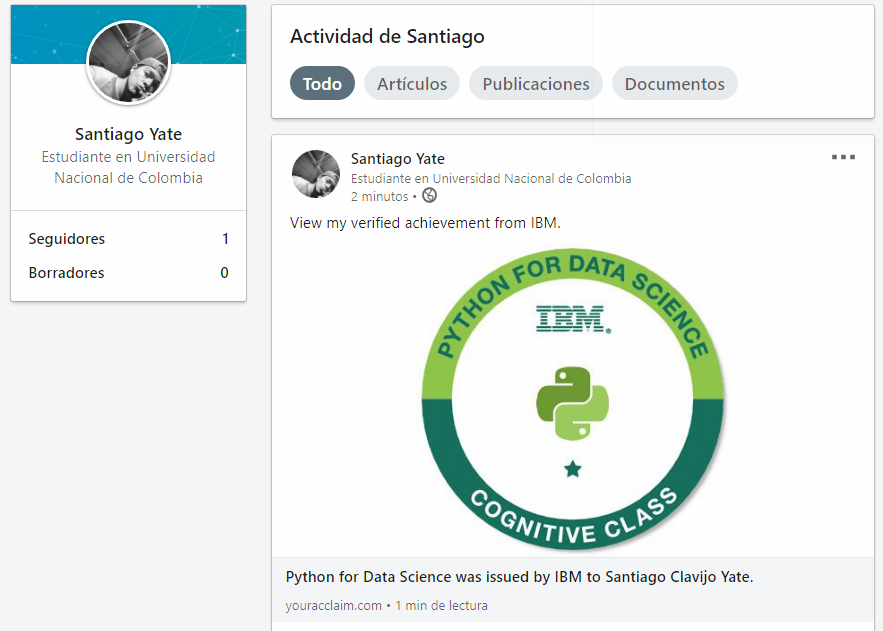 Santiago Yate
Estudiante en Universidad
Nacional de Colombia
Seguidores 1
Borradores 0
Actividad de Santiago
Todo Artículos Publicaciones Documentos
Santiago Yate
Estudiante en Universidad Nacional de Colombia
2 minutos •
View my verified achievement from IBM.
PYTHON FOR DATA SCIENCE
IBM®
COGNITIVE CLASS
Python for Data Science was issued by IBM to Santiago Clavijo Yate.
youracclaim.com • 1 min de lectura